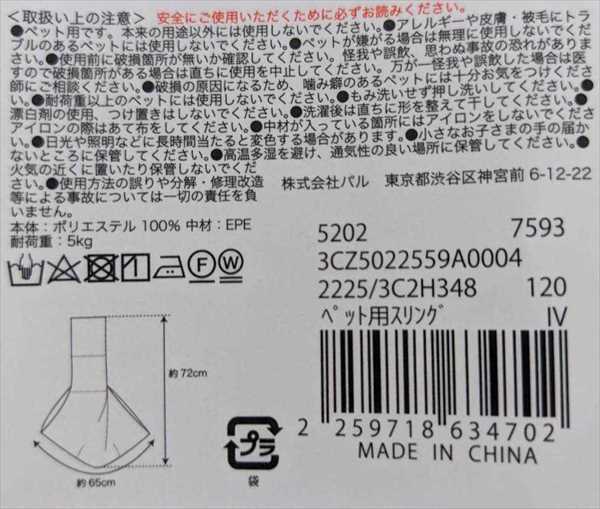 ＜取扱い上の注意＞ 安全にご使用いただくために必ずお読みください。
●ペット用です。本来の用途以外には使用しないでください。●アレルギーや皮膚・被毛にトラ
ブルのあるペットには使用しないでください。●ペットが嫌がる場合は無理に使用しないでくだ
さい。●使用前に破損箇所が無いか確認してください。怪我や誤飲、思わぬ事故の恐れがありま
すので破損箇所がある場合は直ちに使用を中止してください。万が一怪我や誤飲した場合は医
師にご相談ください。●破損の原因になるため、噛み癖のあるペットには十分お気をつけくださ
い。●耐荷重以上のペットには使用しないでください。●もみ洗いせず押し洗いしてください。●
漂白剤の使用、つけ置きはしないでください。●洗濯後は直ちに形を整えて干してください。●
アイロンの際はあて布をしてください。●中材が入っている箇所にはアイロンをしないでくださ
い。●日光や照明などに長時間当たると変色する場合があります。●小さなお子さまの手の届か
ないところに保管してください。●高温多湿を避け、通気性の良い場所に保管してください。●
火気の近くに置いたり保管しないでくださ
い。●使用方法の誤りや分解・修理改造
等による事故については一切の責任を負
いません。
株式会社パル 東京都渋谷区神宮前 6-12-22
本体：ポリエステル 100% 中材：EPE
耐荷重：5kg
F W
約 72cm
約 65cm
5202 7593
3CZ5022559A0004
2225/3C2H348 120
ﾍﾟｯﾄ用ｽﾘﾝｸﾞ IV
2 259718 634702
MADE IN CHINA
プラ
袋